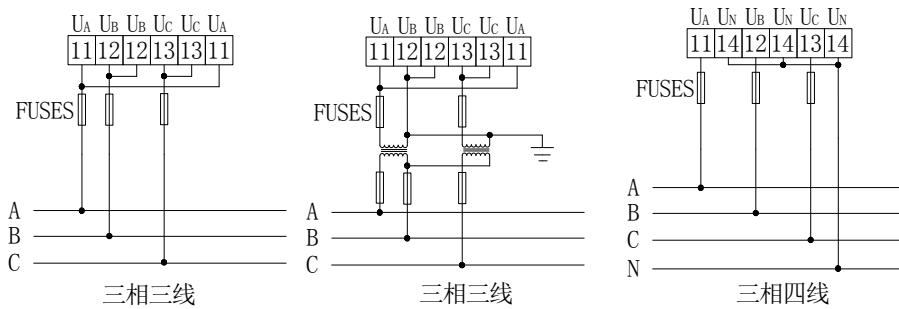 UA UB UB UC UC UA
11 12 12 13 13 11
FUSES
A
B
C
三相三线
UA UB UB UC UC UA
11 12 12 13 13 11
FUSES
A
B
C
三相三线
UA UN UB UN UC UN
11 14 12 14 13 14
FUSES
A
B
C
N
三相四线